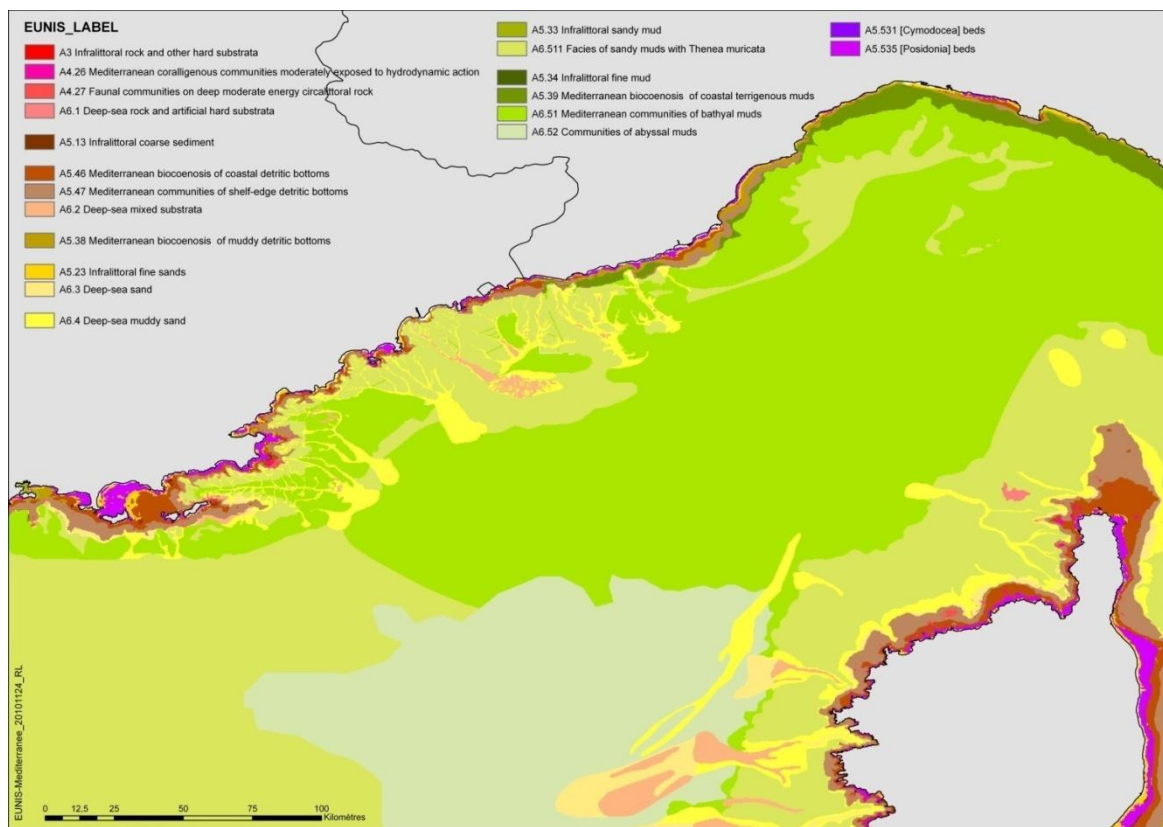 EUNIS_LABEL
A3 Infralittoral rock and other hard substrata
A4.26 Mediterranean coralligenous communities moderately exposed to hydrodynamic action
A4.27 Faunal communities on deep moderate energy circalittoral rock
A6.1 Deep-sea rock and artificial hard substrata
A5.13 Infralittoral coarse sediment
A5.46 Mediterranean biocoenosis of coastal detritic bottoms
A5.47 Mediterranean communities of shelf-edge detritic bottoms
A6.2 Deep-sea mixed substrata
A5.38 Mediterranean biocoenosis of muddy detritic bottoms
A5.23 Infralittoral fine sands
A6.3 Deep-sea sand
A6.4 Deep-sea muddy sand
A5.33 Infralittoral sandy mud
A6.511 Facies of sandy muds with Thenea muricata
A5.34 Infralittoral fine mud
A5.39 Mediterranean biocoenosis of coastal terrigenous muds
A6.51 Mediterranean communities of bathyal muds
A6.52 Communities of abyssal muds
A5.531 [Cymodocea] beds
A5.535 [Posidonia] beds
EUNIS-Mediterranee_20101124_RL
0 12,5 25 50 75 100
Kilomètres